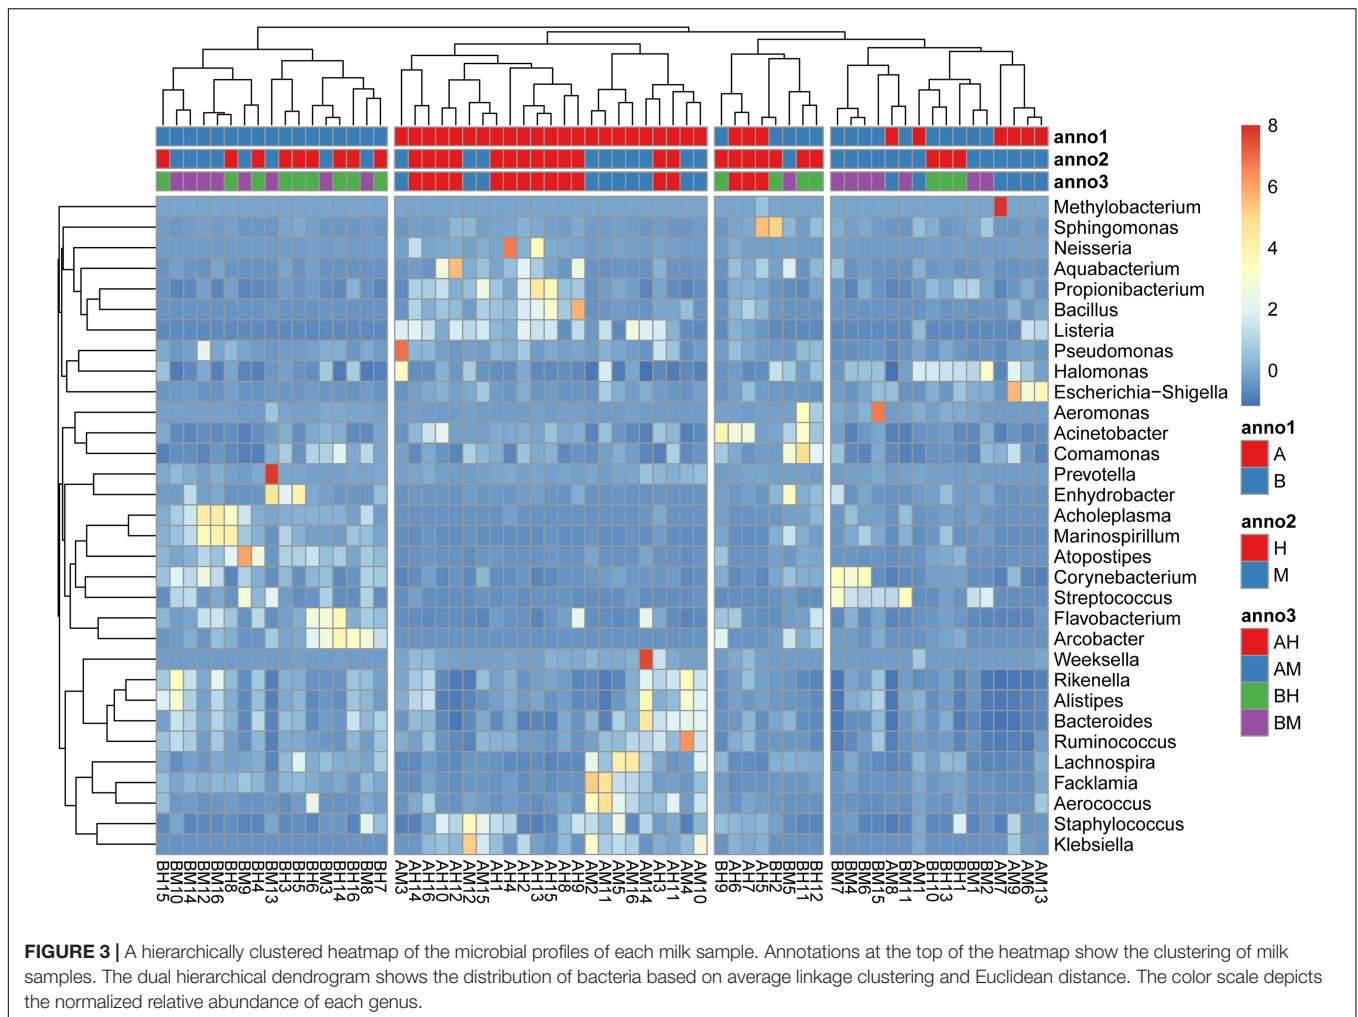 anno1
anno2
anno3
Methylobacterium
Sphingomonas
Neisseria
Aquabacterium
Propionibacterium
Bacillus
Listeria
Pseudomonas
Halomonas
Escherichia−Shigella
Aeromonas
Acinetobacter
Comamonas
Prevotella
Enhydrobacter
Acholeplasma
Marinospirillum
Atopostipes
Corynebacterium
Streptococcus
Flavobacterium
Arcobacter
Weeksella
Rikenella
Alistipes
Bacteroides
Ruminococcus
Lachnospira
Facklamia
Aerococcus
Staphylococcus
Klebsiella
8
6
4
2
0
anno1
A
B
anno2
H
M
anno3
AH
AM
BH
BM
BH15
BM10
BM14
BM12
BM16
BH8
BM9
BH4
BM13
BH3
BH5
BH6
BM3
BH14
BH16
BM8
BH7
AM3
AH14
AH16
AH10
AH12
AM12
AM15
AH1
AH4
AH2
AH13
AH15
AH8
AH9
AM2
AM11
AM5
AM16
AM14
AH3
AH11
AM4
AM10
BH9
AH6
AH7
AH5
BH2
BM5
BH11
BH12
BM7
BM4
BM6
BM15
AM8
BM11
AM1
BH10
BH13
BH1
BM1
BM2
AM7
AM9
AM6
AM13
FIGURE 3 | A hierarchically clustered heatmap of the microbial profiles of each milk sample. Annotations at the top of the heatmap show the clustering of milk
samples. The dual hierarchical dendrogram shows the distribution of bacteria based on average linkage clustering and Euclidean distance. The color scale depicts
the normalized relative abundance of each genus.